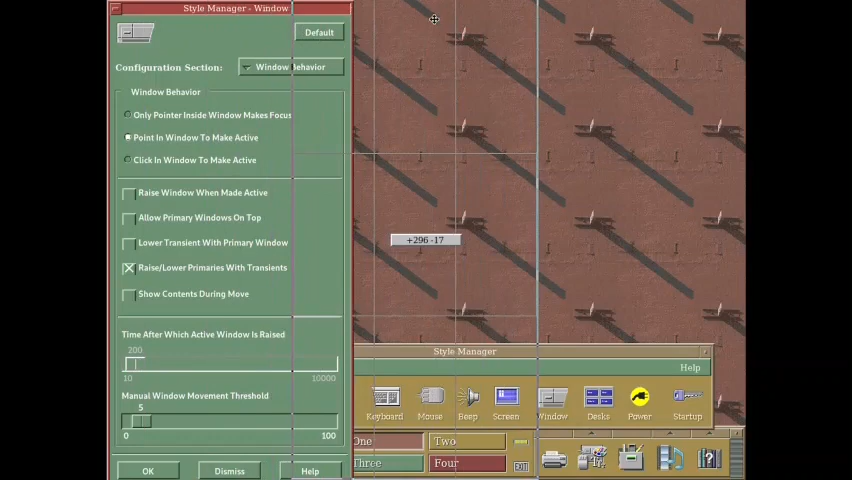 Style Manager - Window
Default
Configuration Section:
Window Behavior
Window Behavior
Only Pointer Inside Window Makes Focus
Point In Window To Make Active
Click In Window To Make Active
Raise Window When Made Active
Allow Primary Windows On Top
Lower Transient With Primary Window
Raise/Lower Primaries With Transients
Show Contents During Move
Time After Which Active Window Is Raised
200
10 10000
Manual Window Movement Threshold
5
0 100
OK Dismiss Help
+296 -17
Style Manager
Help
Keyboard Mouse Beep Screen Window Desks Power Startup
One Two
Three Four
EXIT